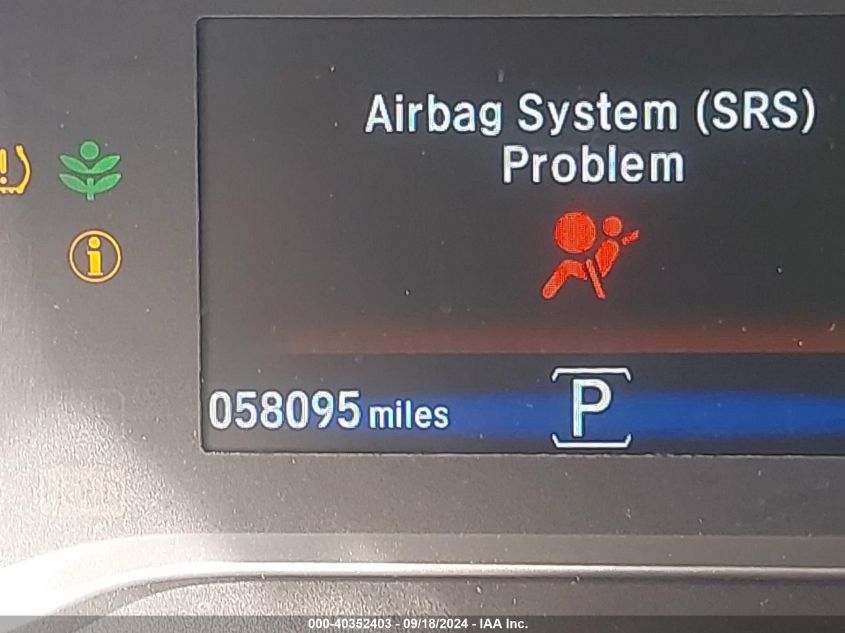 Airbag System (SRS)
Problem
058095 miles
P
000-40352403 - 09/18/2024 - IAA Inc.